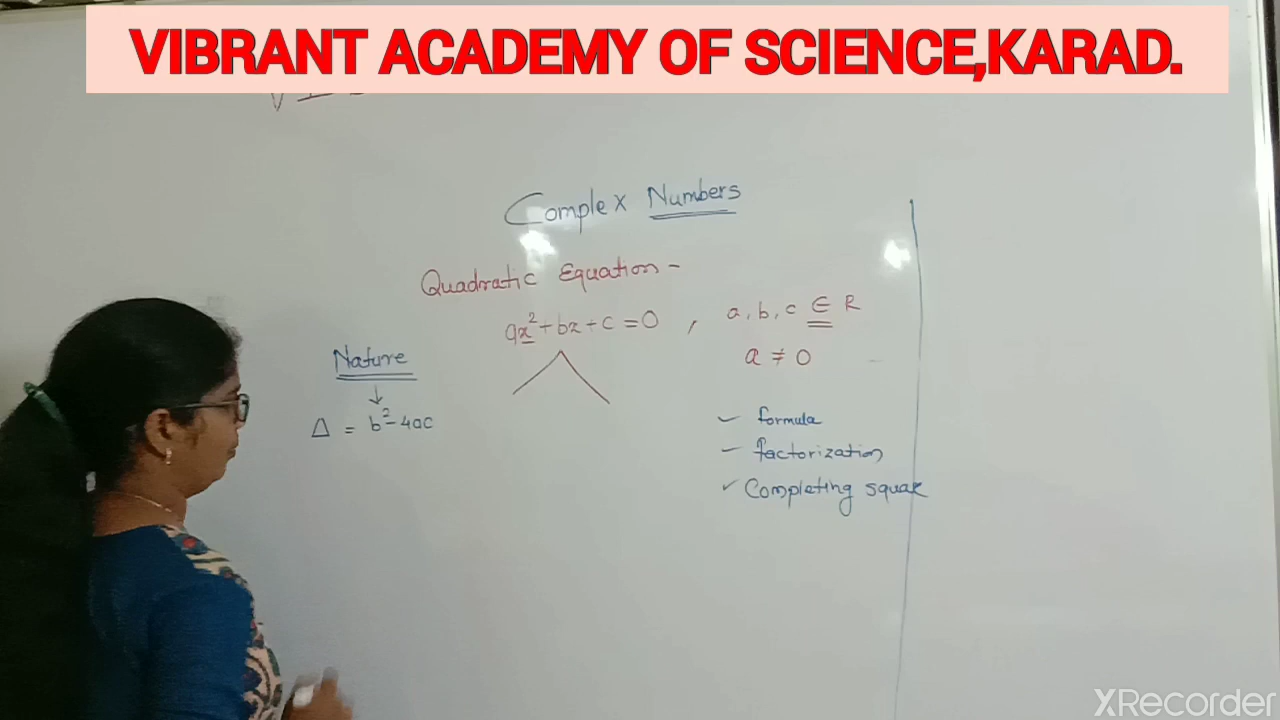 VIBRANT ACADEMY OF SCIENCE,KARAD.
Complex Numbers
Quadratic Equation -
ax² + bx + c = 0 , a, b, c ∈ R
a ≠ 0
Nature
↓
Δ = b² - 4ac
✓ formula
- factorization
✓ Completing square
XRecorder